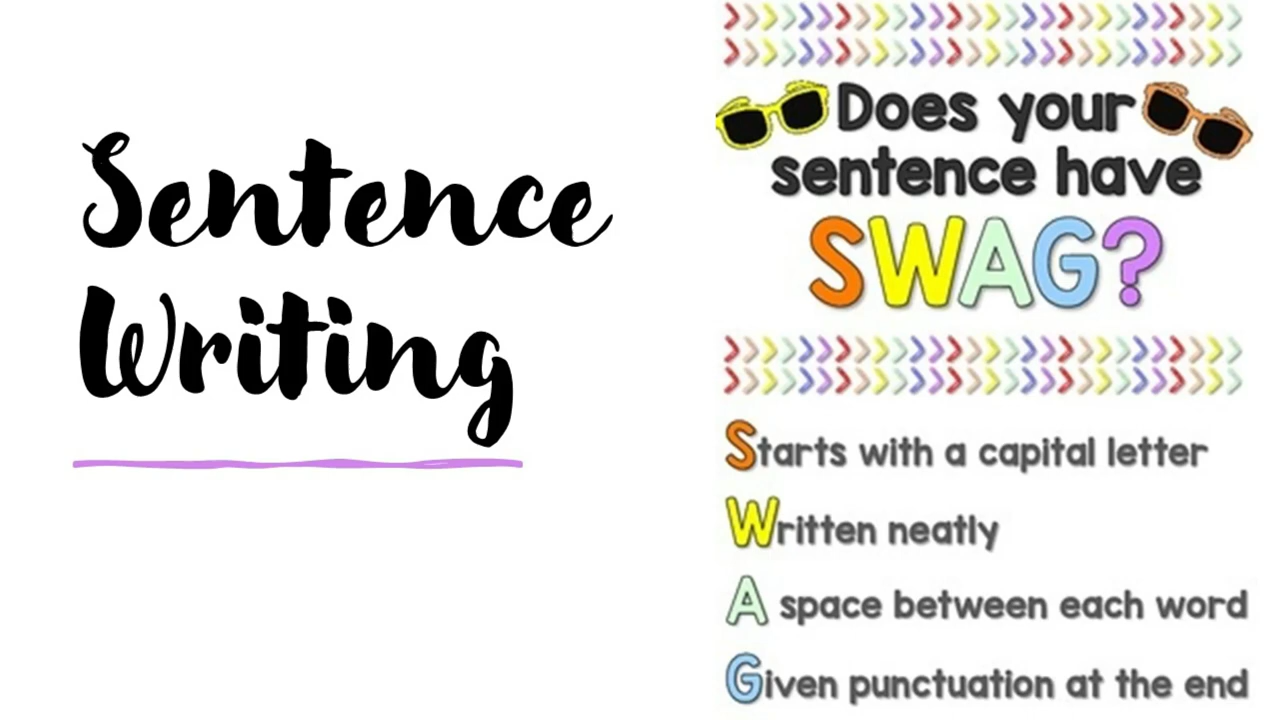 Sentence
Writing
Does your
sentence have
SWAG?
Starts with a capital letter
Written neatly
A space between each word
Given punctuation at the end